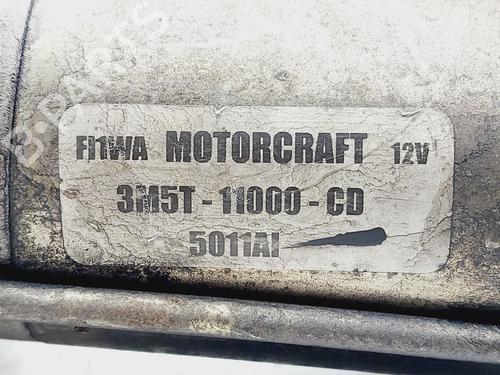 B-PARTS
FI1WA MOTORCRAFT 12V
3M5T - 11000 - CD
5011AI